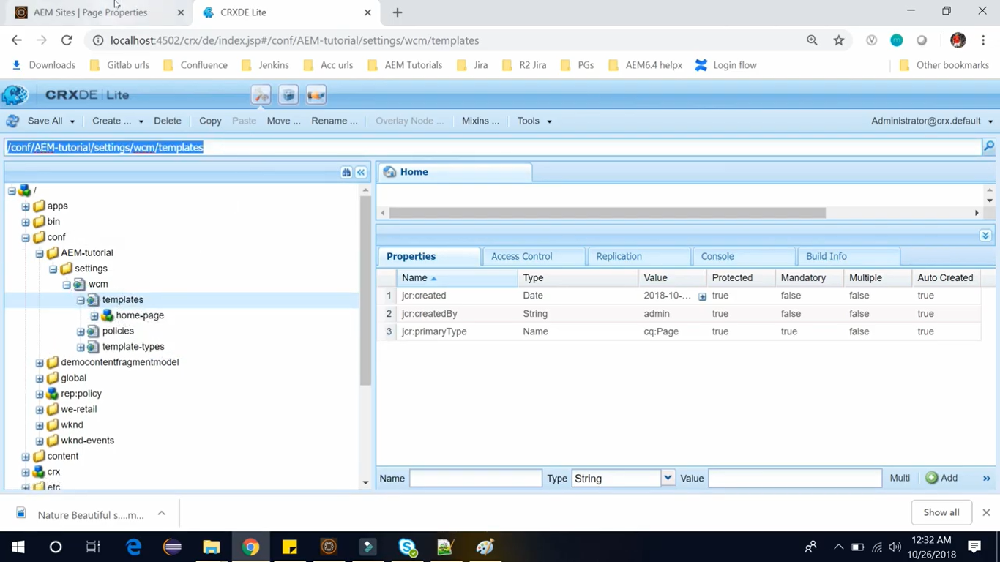 AEM Sites | Page Properties
CRXDE Lite
localhost:4502/crx/de/index.jsp#/conf/AEM-tutorial/settings/wcm/templates
Downloads Gitlab urls Confluence Jenkins Acc urls AEM Tutorials Jira R2 Jira PGs AEM6.4 helpx Login flow Other bookmarks
CRXDE | Lite
Save All Create ... Delete Copy Paste Move ... Rename ... Overlay Node ... Mixins ... Tools Administrator@crx.default
/conf/AEM-tutorial/settings/wcm/templates
/
apps
bin
conf
AEM-tutorial
settings
wcm
templates
home-page
policies
template-types
democontentfragmentmodel
global
rep:policy
we-retail
wknd
wknd-events
content
crx
etc
Home
Properties Access Control Replication Console Build Info
Name Type Value Protected Mandatory Multiple Auto Created
1 jcr:created Date 2018-10-... true false false true
2 jcr:createdBy String admin true false false true
3 jcr:primaryType Name cq:Page true true false true
Name Type String Value Multi Add »
Nature Beautiful s....m...
Show all
12:32 AM
10/26/2018